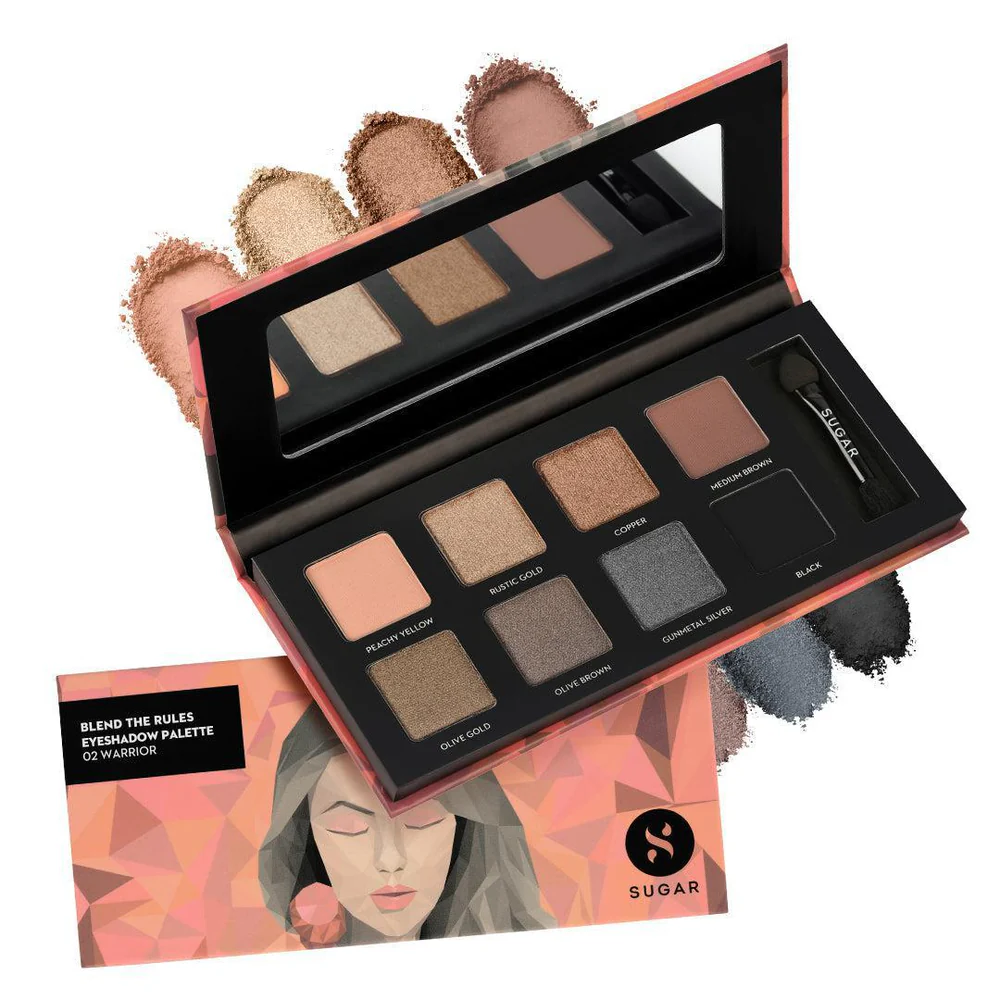 SUGAR
MEDIUM BROWN
COPPER
BLACK
RUSTIC GOLD
PEACHY YELLOW
GUNMETAL SILVER
OLIVE BROWN
OLIVE GOLD
BLEND THE RULES
EYESHADOW PALETTE
02 WARRIOR
SUGAR